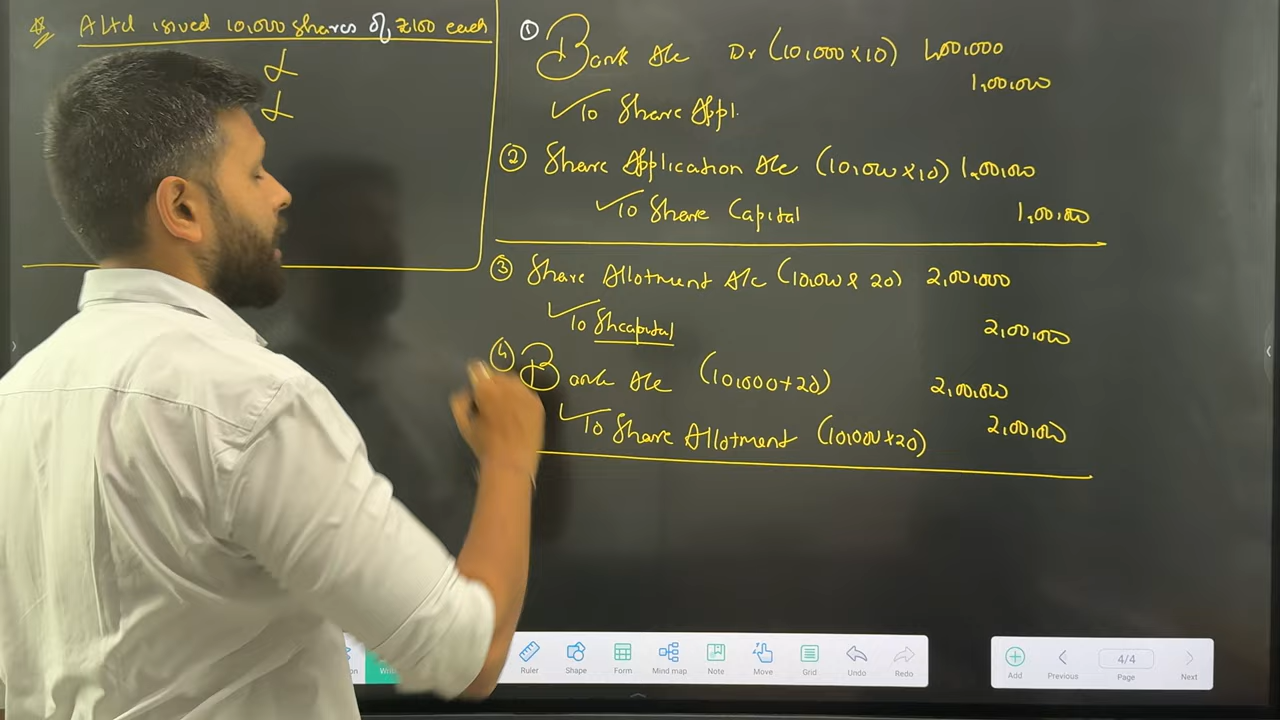 A Ltd issued 10,000 shares of ₹100 each
① Bank A/c Dr (10,000×10) 1,00,000
1,00,000
To Share Appl.
② Share Application A/c (10,000×10) 1,00,000
To Share Capital 1,00,000
③ Share Allotment A/c (10,000×20) 2,00,000
To Sh capital 2,00,000
④ Bank A/c (10,000×20) 2,00,000
To Share Allotment (10,000×20) 2,00,000
Ruler Shape Form Mind map Note Move Grid Undo Redo
Add Previous 4/4 Page Next